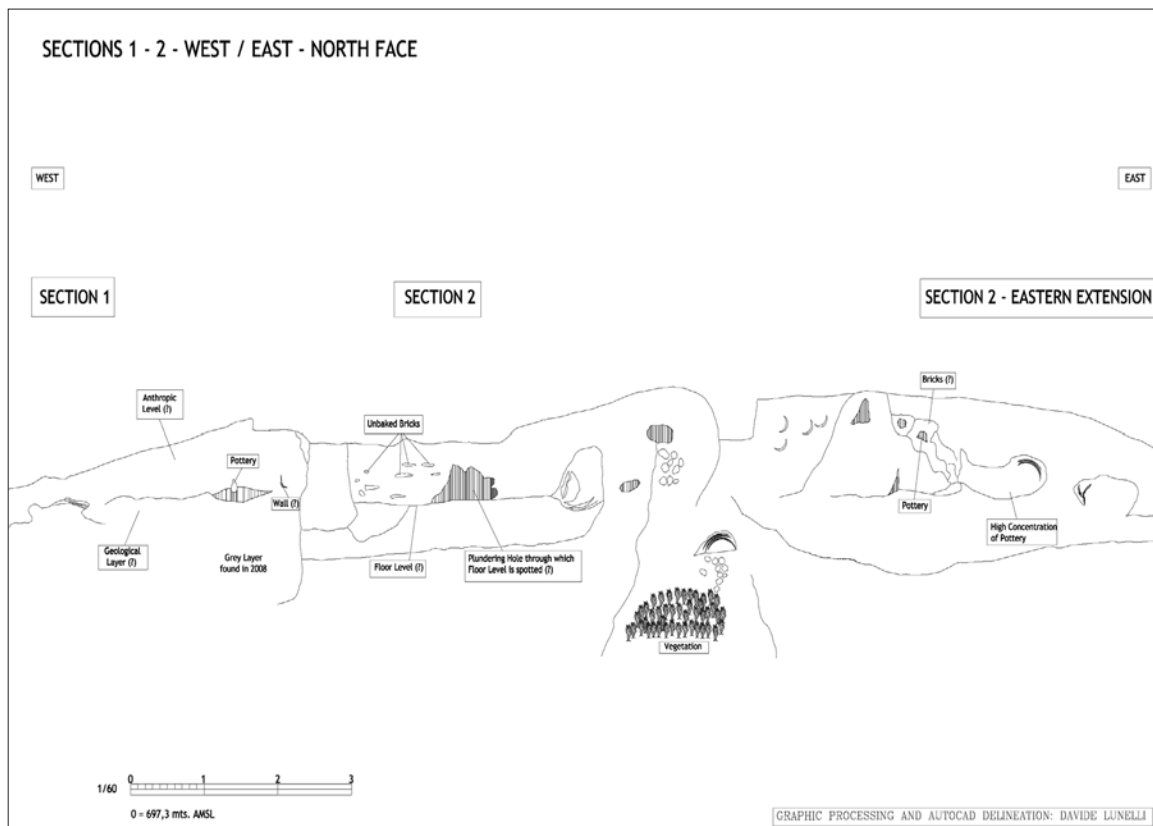 SECTIONS 1 - 2 - WEST / EAST - NORTH FACE
WEST
EAST
SECTION 1
SECTION 2
SECTION 2 - EASTERN EXTENSION
Bricks (?)
Anthropic
Level (?)
Unbaked Bricks
Pottery
Wall (?)
Pottery
High Concentration
of Pottery
Geological
Layer (?)
Grey Layer
found in 2008
Floor Level (?)
Plundering Hole through which
Floor Level is spotted (?)
Vegetation
0 1 2 3
1/60
0 = 697,3 mts. AMSL
GRAPHIC PROCESSING AND AUTOCAD DELINEATION: DAVIDE LUNELLI